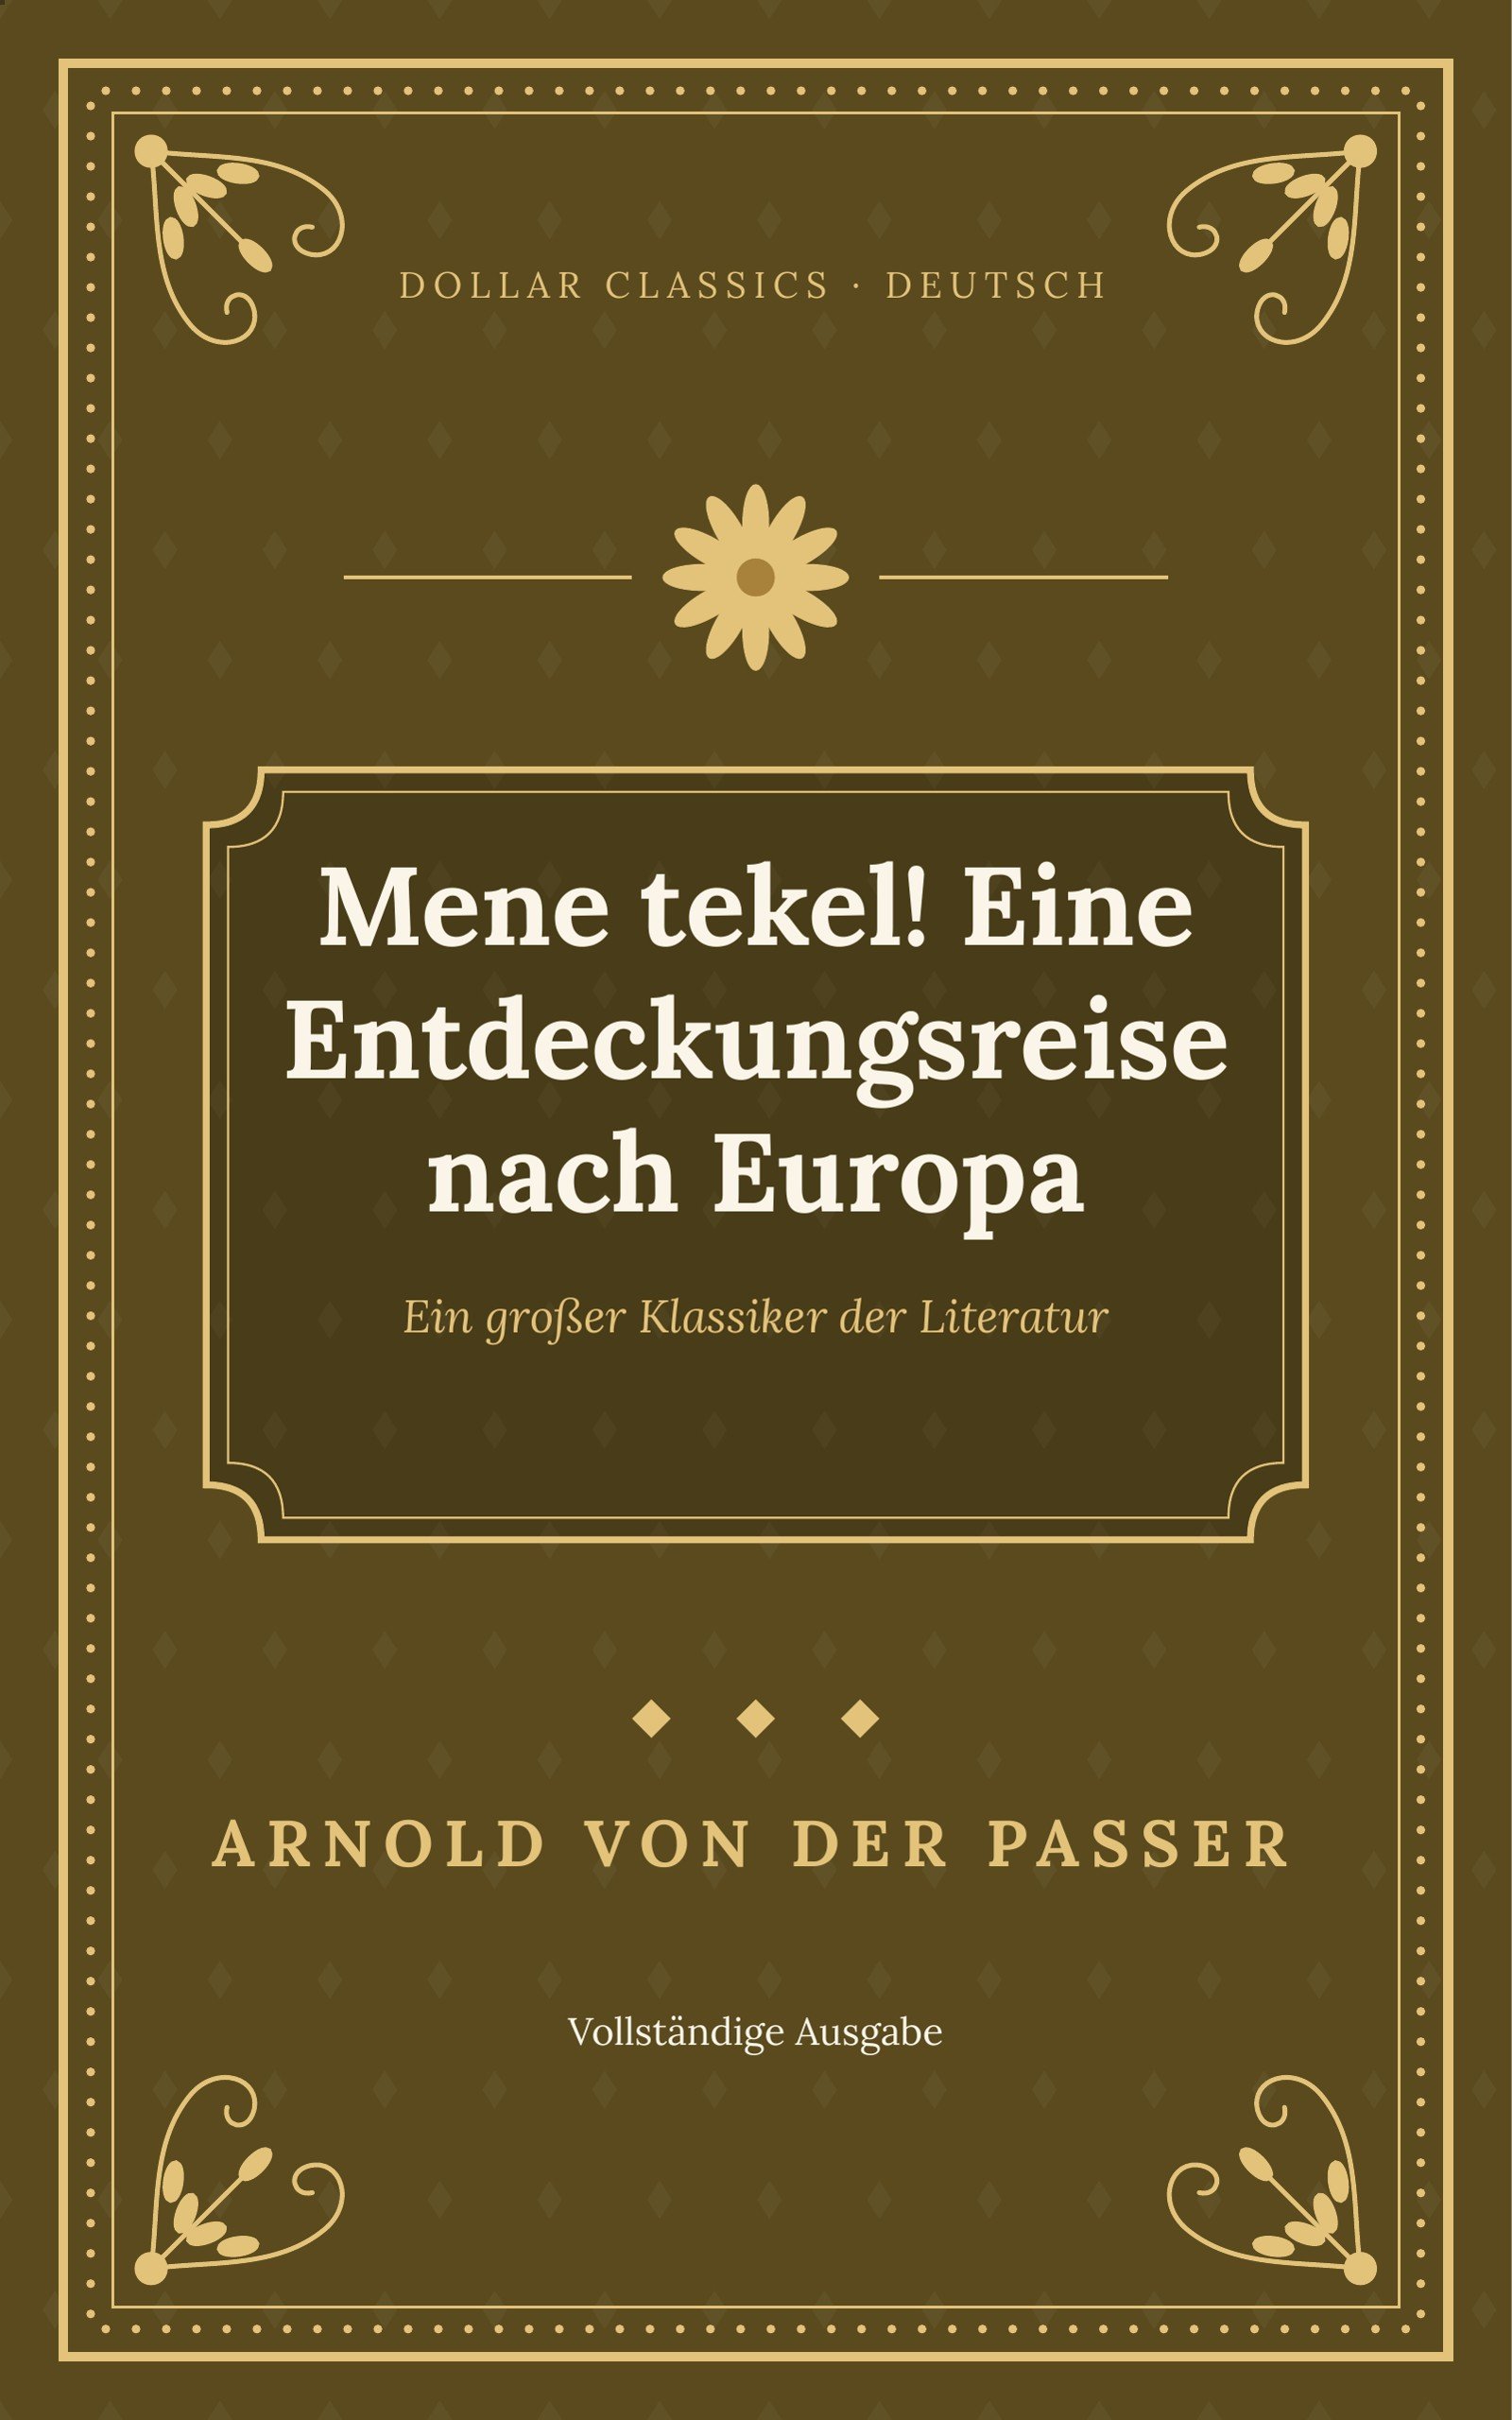 DOLLAR CLASSICS · DEUTSCH
Mene tekel! Eine
Entdeckungsreise
nach Europa
Ein großer Klassiker der Literatur
ARNOLD VON DER PASSER
Vollständige Ausgabe